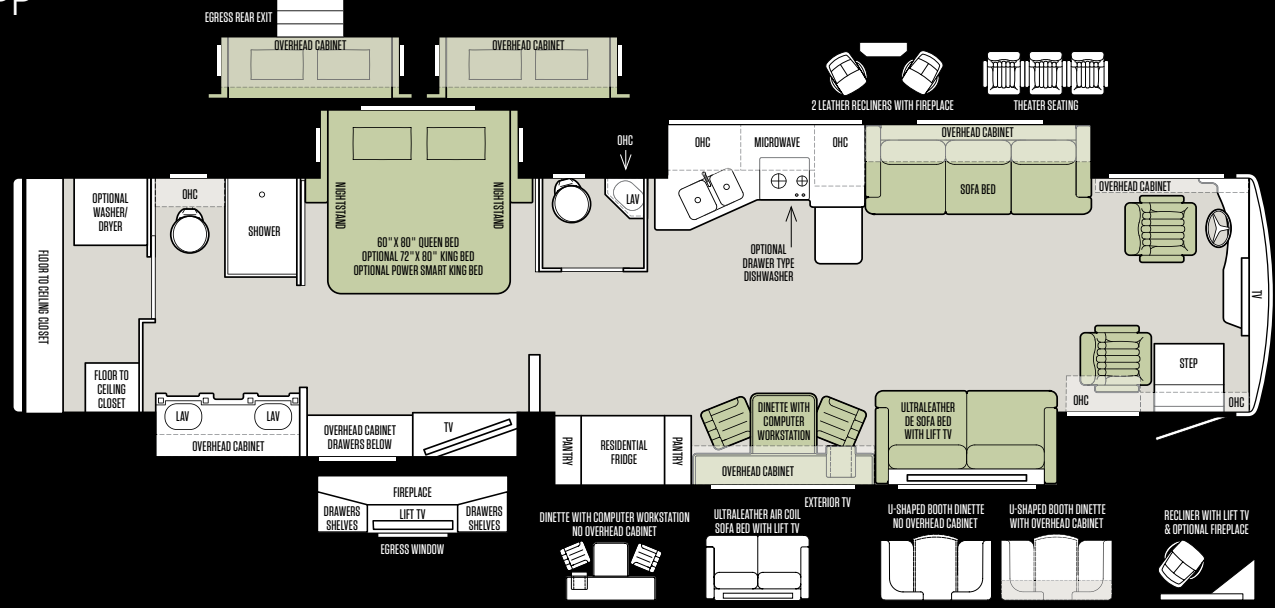 PP
EGRESS REAR EXIT
OVERHEAD CABINET
OVERHEAD CABINET
2 LEATHER RECLINERS WITH FIREPLACE
THEATER SEATING
OHC
OHC
MICROWAVE
OHC
OVERHEAD CABINET
SOFA BED
OVERHEAD CABINET
FLOOR TO CEILING CLOSET
OPTIONAL
WASHER/
DRYER
OHC
SHOWER
NIGHTSTAND
NIGHTSTAND
60" X 80" QUEEN BED
OPTIONAL 72" X 80" KING BED
OPTIONAL POWER SMART KING BED
LAV
OPTIONAL
DRAWER TYPE
DISHWASHER
TV
STEP
OHC
OHC
FLOOR TO
CEILING
CLOSET
LAV
LAV
OVERHEAD CABINET
OVERHEAD CABINET
DRAWERS BELOW
TV
PANTRY
RESIDENTIAL
FRIDGE
PANTRY
DINETTE WITH
COMPUTER
WORKSTATION
OVERHEAD CABINET
ULTRALEATHER
DE SOFA BED
WITH LIFT TV
EXTERIOR TV
FIREPLACE
DRAWERS
SHELVES
LIFT TV
DRAWERS
SHELVES
EGRESS WINDOW
DINETTE WITH COMPUTER WORKSTATION
NO OVERHEAD CABINET
ULTRALEATHER AIR COIL
SOFA BED WITH LIFT TV
U-SHAPED BOOTH DINETTE
NO OVERHEAD CABINET
U-SHAPED BOOTH DINETTE
WITH OVERHEAD CABINET
RECLINER WITH LIFT TV
& OPTIONAL FIREPLACE